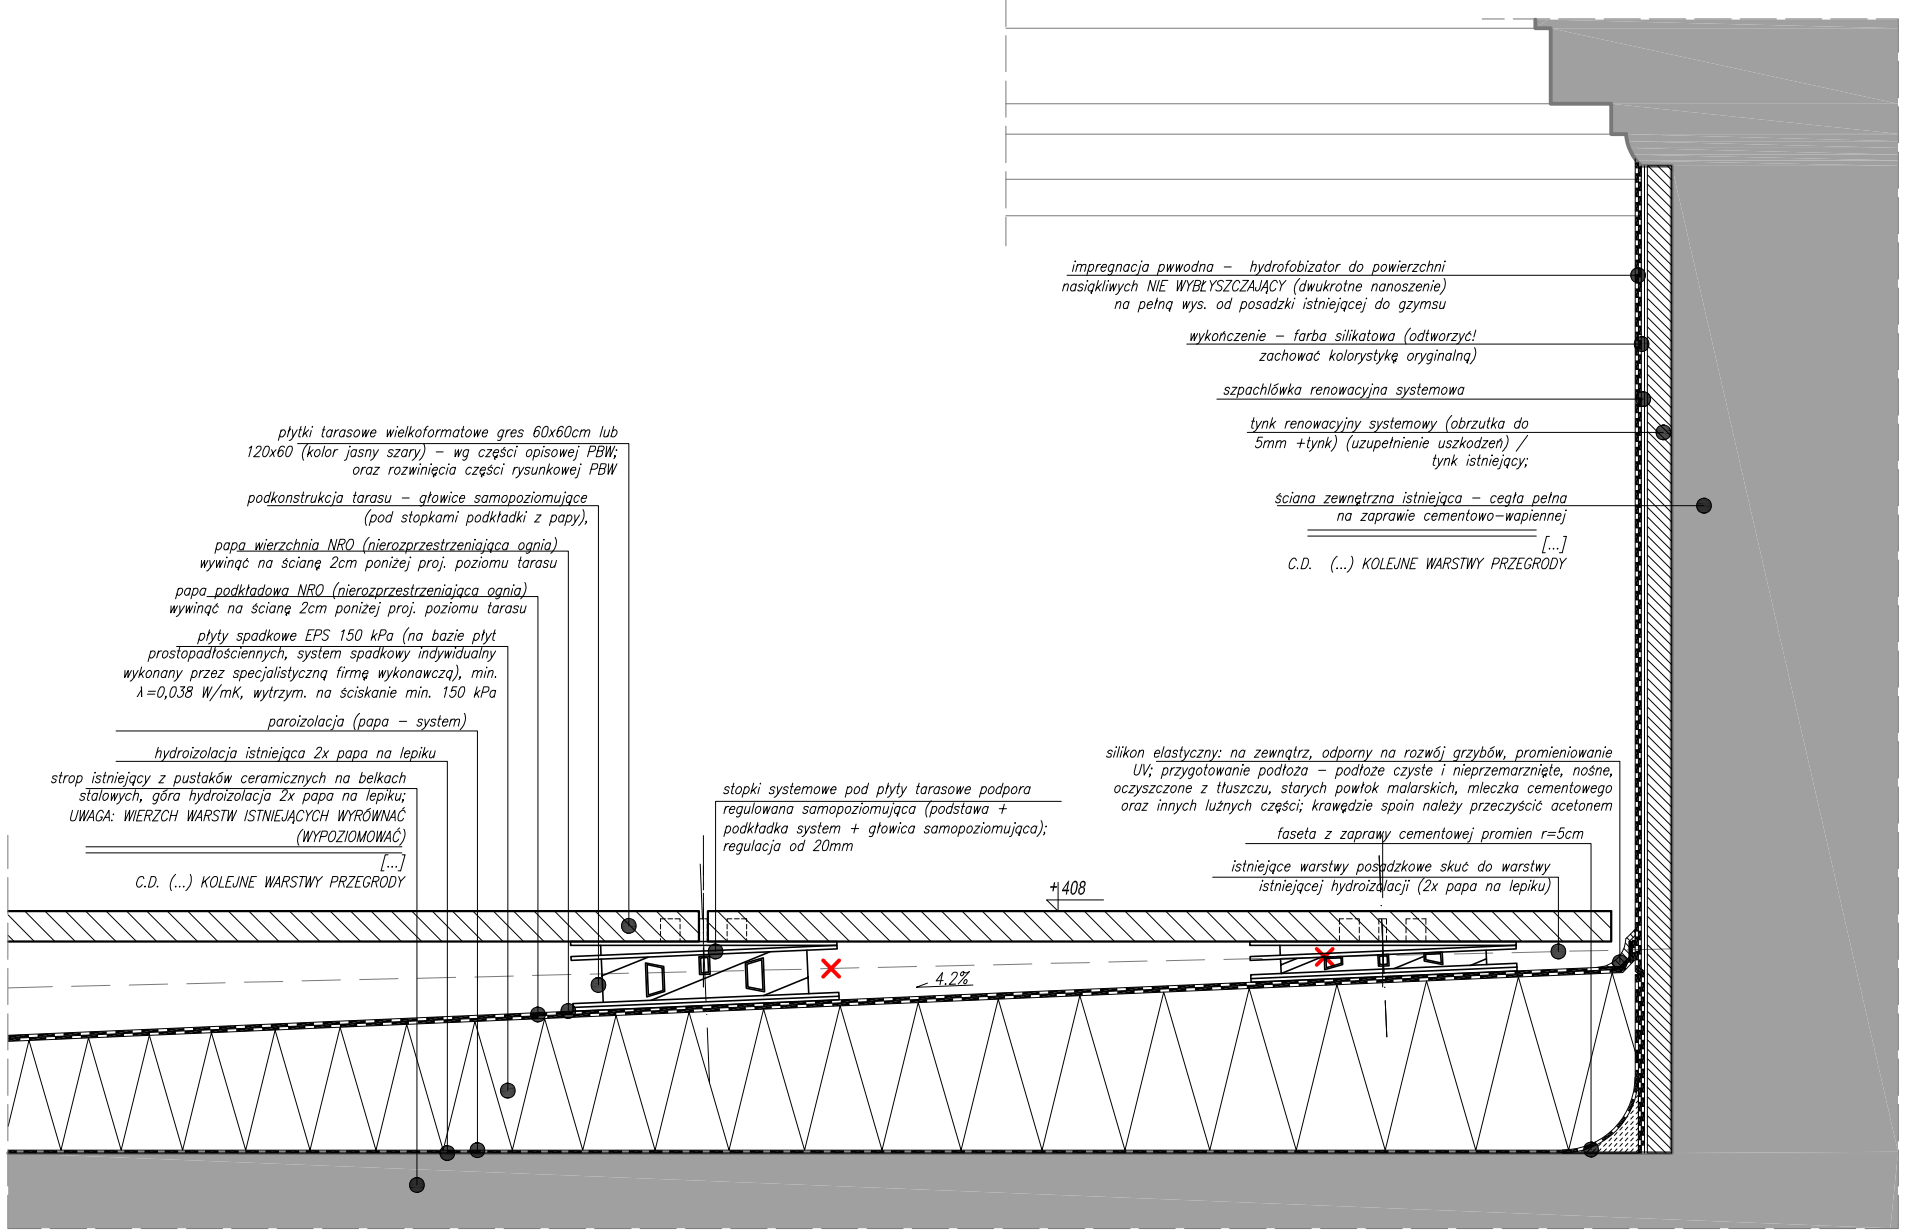 impregnacja pwwodna – hydrofobizator do powierzchni
nasiąkliwych NIE WYBŁYSZCZAJĄCY (dwukrotne nanoszenie)
na pełną wys. od posadzki istniejącej do gzymsu
wykończenie – farba silikatowa (odtworzyć!
zachować kolorystykę oryginalną)
szpachlówka renowacyjna systemowa
tynk renowacyjny systemowy (obrzutka do
5mm +tynk) (uzupełnienie uszkodzeń) /
tynk istniejący;
ściana zewnętrzna istniejąca – cegła pełna
na zaprawie cementowo–wapiennej
[...]
C.D. (...) KOLEJNE WARSTWY PRZEGRODY
płytki tarasowe wielkoformatowe gres 60x60cm lub
120x60 (kolor jasny szary) – wg części opisowej PBW;
oraz rozwinięcia części rysunkowej PBW
podkonstrukcja tarasu – głowice samopoziomujące
(pod stopkami podkładki z papy),
papa wierzchnia NRO (nierozprzestrzeniająca ognia)
wywinąć na ścianę 2cm poniżej proj. poziomu tarasu
papa podkładowa NRO (nierozprzestrzeniająca ognia)
wywinąć na ścianę 2cm poniżej proj. poziomu tarasu
płyty spadkowe EPS 150 kPa (na bazie płyt
prostopadłościennych, system spadkowy indywidualny
wykonany przez specjalistyczną firmę wykonawczą), min.
λ=0,038 W/mK, wytrzym. na ściskanie min. 150 kPa
paroizolacja (papa – system)
hydroizolacja istniejąca 2x papa na lepiku
strop istniejący z pustaków ceramicznych na belkach
stalowych, góra hydroizolacja 2x papa na lepiku;
UWAGA: WIERZCH WARSTW ISTNIEJĄCYCH WYRÓWNAĆ
(WYPOZIOMOWAĆ)
[...]
C.D. (...) KOLEJNE WARSTWY PRZEGRODY
stopki systemowe pod płyty tarasowe podpora
regulowana samopoziomująca (podstawa +
podkładka system + głowica samopoziomująca);
regulacja od 20mm
silikon elastyczny: na zewnątrz, odporny na rozwój grzybów, promieniowanie
UV; przygotowanie podłoża – podłoże czyste i nieprzemarznięte, nośne,
oczyszczone z tłuszczu, starych powłok malarskich, mleczka cementowego
oraz innych luźnych części; krawędzie spoin należy przeczyścić acetonem
faseta z zaprawy cementowej promien r=5cm
istniejące warstwy posadzkowe skuć do warstwy
istniejącej hydroizolacji (2x papa na lepiku)
+408
4.2%